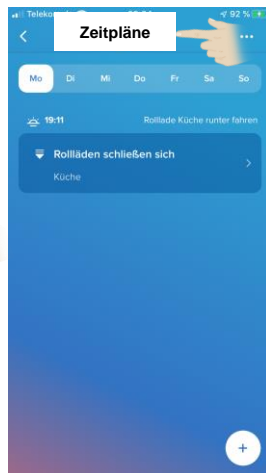 Zeitpläne
92 %
Mo Di Mi Do Fr Sa So
19:11 Rolllade Küche runter fahren
Rollläden schließen sich
Küche